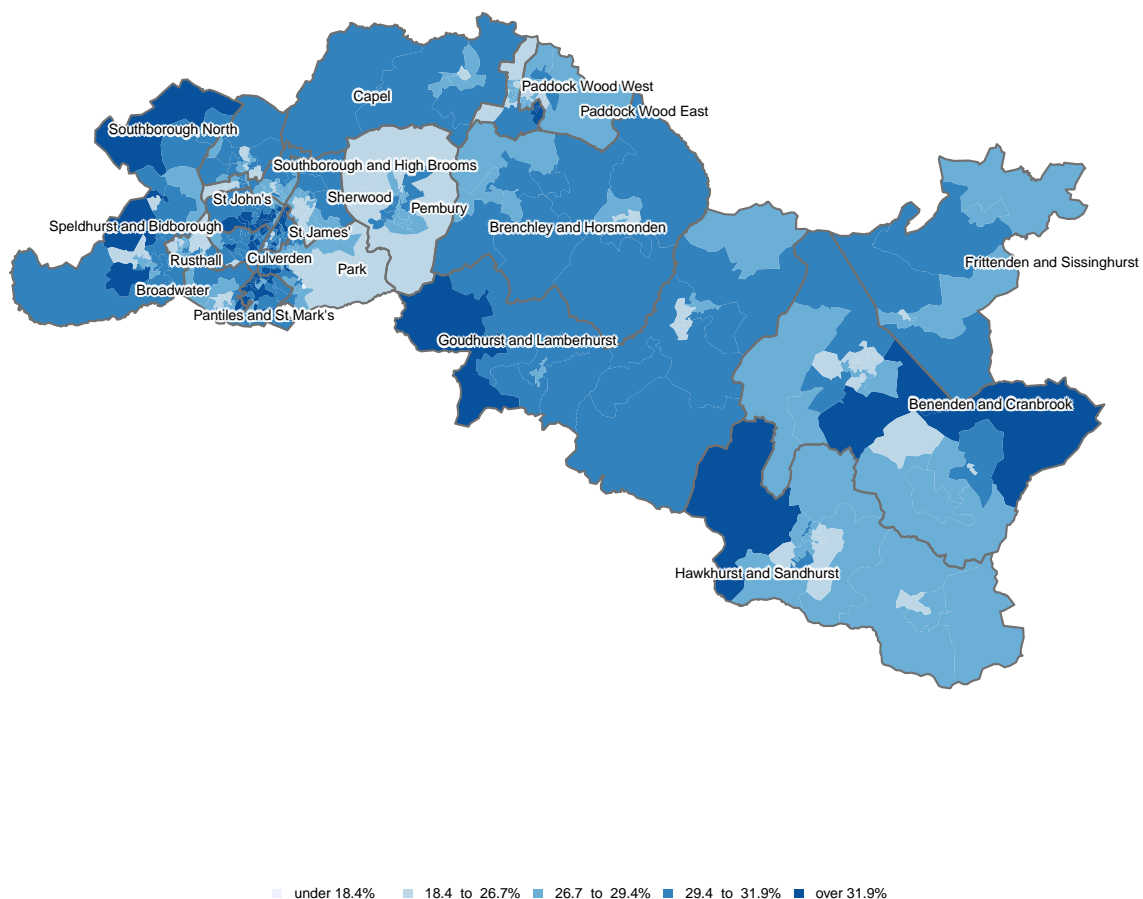 Paddock Wood West
Capel
Paddock Wood East
Southborough North
Southborough and High Brooms
St John's
Sherwood
Pembury
Speldhurst and Bidborough
St James'
Brenchley and Horsmonden
Rusthall
Culverden
Park
Frittenden and Sissinghurst
Broadwater
Pantiles and St Mark's
Goudhurst and Lamberhurst
Benenden and Cranbrook
Hawkhurst and Sandhurst
under 18.4% 18.4 to 26.7% 26.7 to 29.4% 29.4 to 31.9% over 31.9%